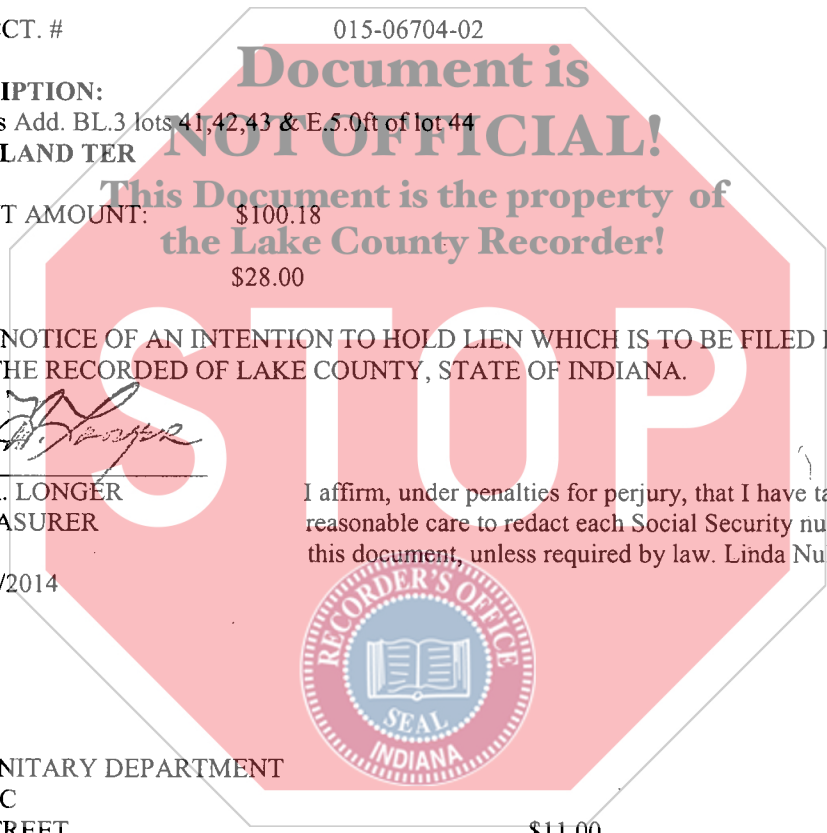 CCT. # 015-06704-02
Document is
IPTION:
s Add. BL.3 lots 41,42,43 & E.5.0ft of lot 44
NOT OFFICIAL!
LAND TER
This Document is the property of
T AMOUNT: $100.18
the Lake County Recorder!
$28.00
NOTICE OF AN INTENTION TO HOLD LIEN WHICH IS TO BE FILED I
HE RECORDED OF LAKE COUNTY, STATE OF INDIANA.
STOP
. LONGER I affirm, under penalties for perjury, that I have ta
ASURER reasonable care to redact each Social Security nu
this document, unless required by law. Linda Nu
/2014
RECORDER'S OFFICE
SEAL
INDIANA
NITARY DEPARTMENT
C
TREET $11.00